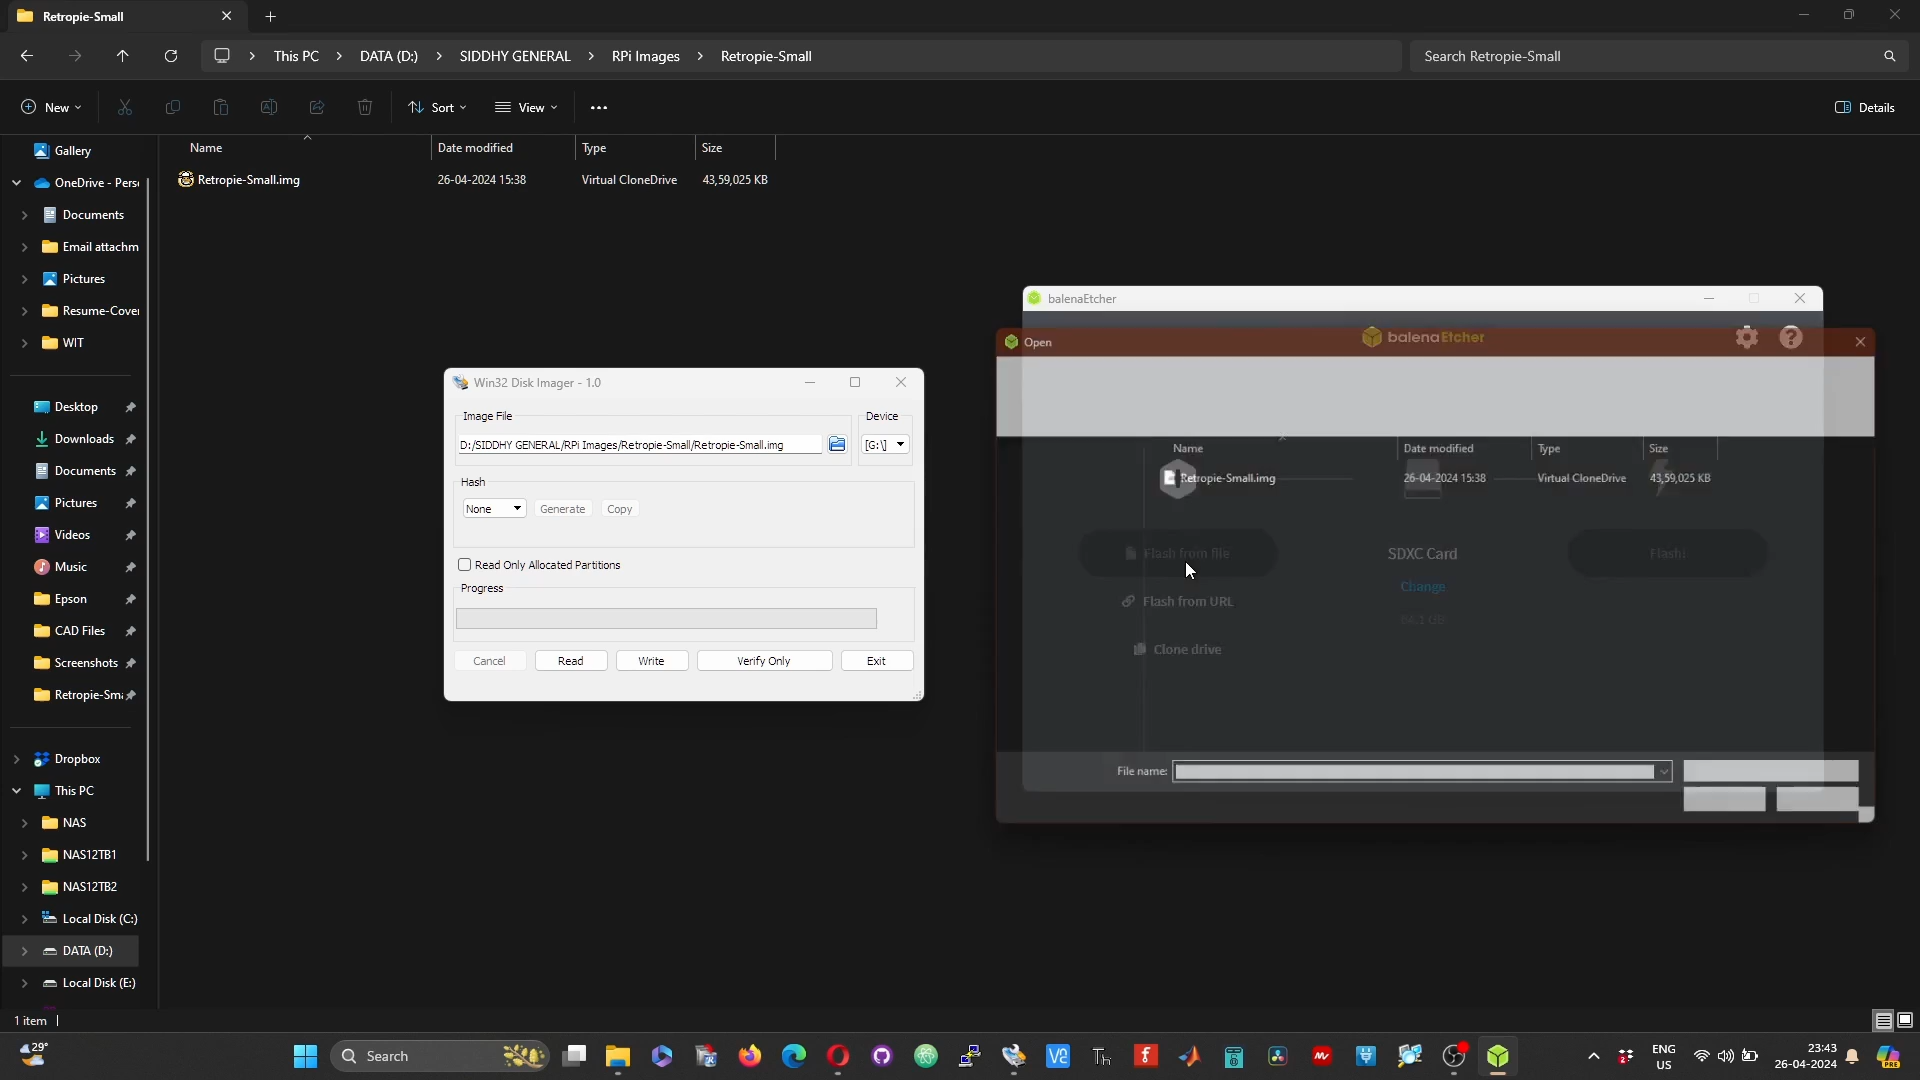 Retropie-Small
This PC
DATA (D:)
SIDDHY GENERAL
RPi Images
Retropie-Small
Search Retropie-Small
New
Sort
View
Details
Name
Date modified
Type
Size
Retropie-Small.img
26-04-2024 15:38
Virtual CloneDrive
43,59,025 KB
Gallery
OneDrive - Perso
Documents
Email attachm
Pictures
Resume-Cover
WIT
Desktop
Downloads
Documents
Pictures
Videos
Music
Epson
CAD Files
Screenshots
Retropie-Sma
Dropbox
This PC
NAS
NAS12TB1
NAS12TB2
Local Disk (C:)
DATA (D:)
Local Disk (E:)
1 item
Win32 Disk Imager - 1.0
Image File
Device
D:/SIDDHY GENERAL/RPi Images/Retropie-Small/Retropie-Small.img
[G:\]
Hash
None
Generate
Copy
Read Only Allocated Partitions
Progress
Cancel
Read
Write
Verify Only
Exit
balenaEtcher
balenaEtcher
Open
Name
Date modified
Type
Size
Retropie-Small.img
26-04-2024 15:38
Virtual CloneDrive
43,59,025 KB
Flash from file
SDXC Card
Flash!
Change
Flash from URL
64.1 GB
Clone drive
File name:
29°
Search
ENG
US
23:43
26-04-2024
PRE